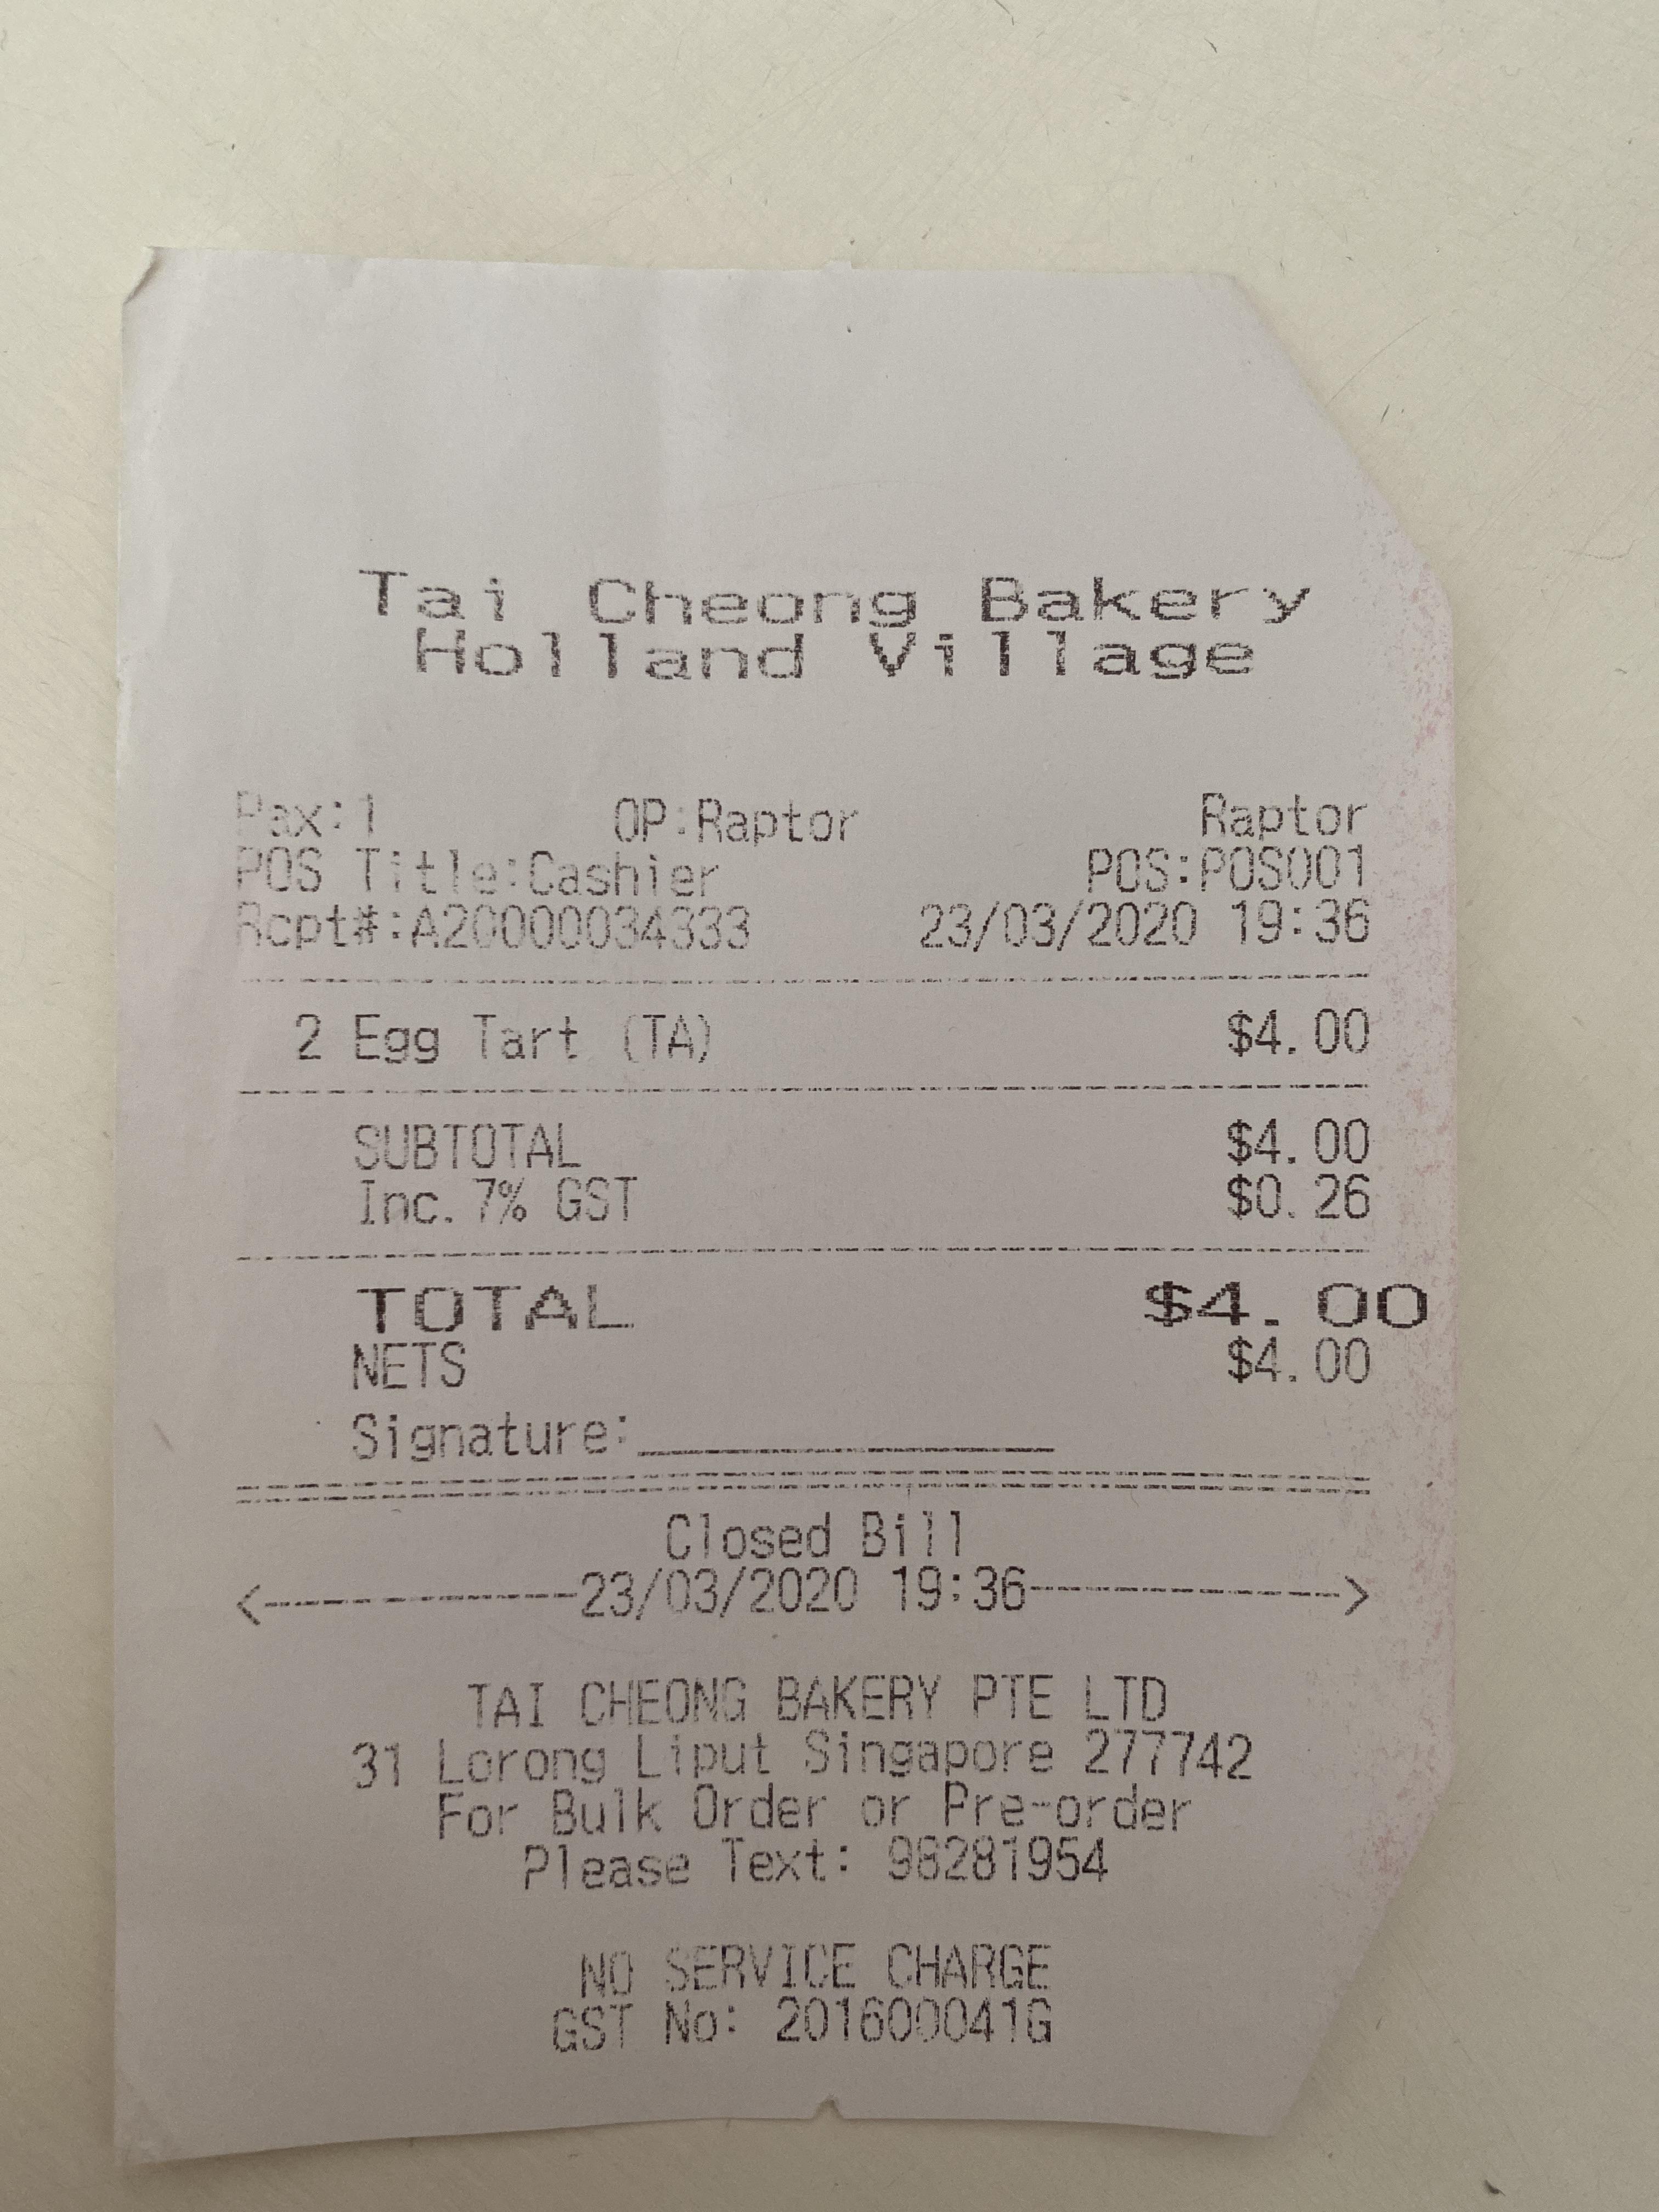 Tai Cheong Bakery
Holland Village
Pax:1 OP:Raptor Raptor
POS Title:Cashier POS:POS001
Rcpt#:A20000034333 23/03/2020 19:36
2 Egg Tart (TA) $4.00
SUBTOTAL $4.00
Inc.7% GST $0.26
TOTAL $4.00
NETS $4.00
Signature:
Closed Bill
<-----------23/03/2020 19:36----------->
TAI CHEONG BAKERY PTE LTD
31 Lorong Liput Singapore 277742
For Bulk Order or Pre-order
Please Text: 98281954
NO SERVICE CHARGE
GST No: 201600041G